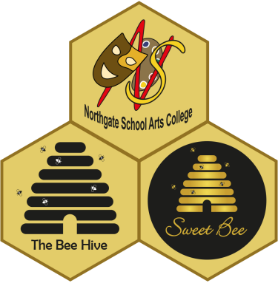 Northgate School Arts College
The Bee Hive
Sweet Bee